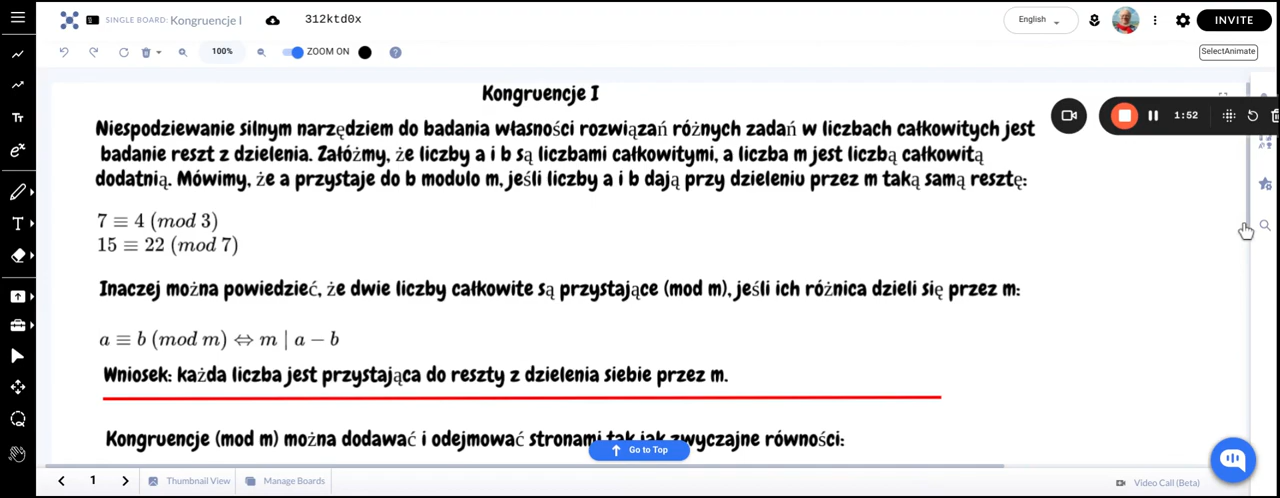 SINGLE BOARD: Kongruencje I
312ktd0x
English
INVITE
100%
ZOOM ON
SelectAnimate
1:52
Kongruencje I
Niespodziewanie silnym narzędziem do badania własności rozwiązań różnych zadań w liczbach całkowitych jest
badanie reszt z dzielenia. Załóżmy, że liczby a i b są liczbami całkowitymi, a liczba m jest liczbą całkowitą
dodatnią. Mówimy, że a przystaje do b modulo m, jeśli liczby a i b dają przy dzieleniu przez m taką samą resztę:
7 ≡ 4 (mod 3)
15 ≡ 22 (mod 7)
Inaczej można powiedzieć, że dwie liczby całkowite są przystające (mod m), jeśli ich różnica dzieli się przez m:
a ≡ b (mod m) ⇔ m | a − b
Wniosek: każda liczba jest przystająca do reszty z dzielenia siebie przez m.
Kongruencje (mod m) można dodawać i odejmować stronami tak jak zwyczajne równości:
Go to Top
1
Thumbnail View
Manage Boards
Video Call (Beta)